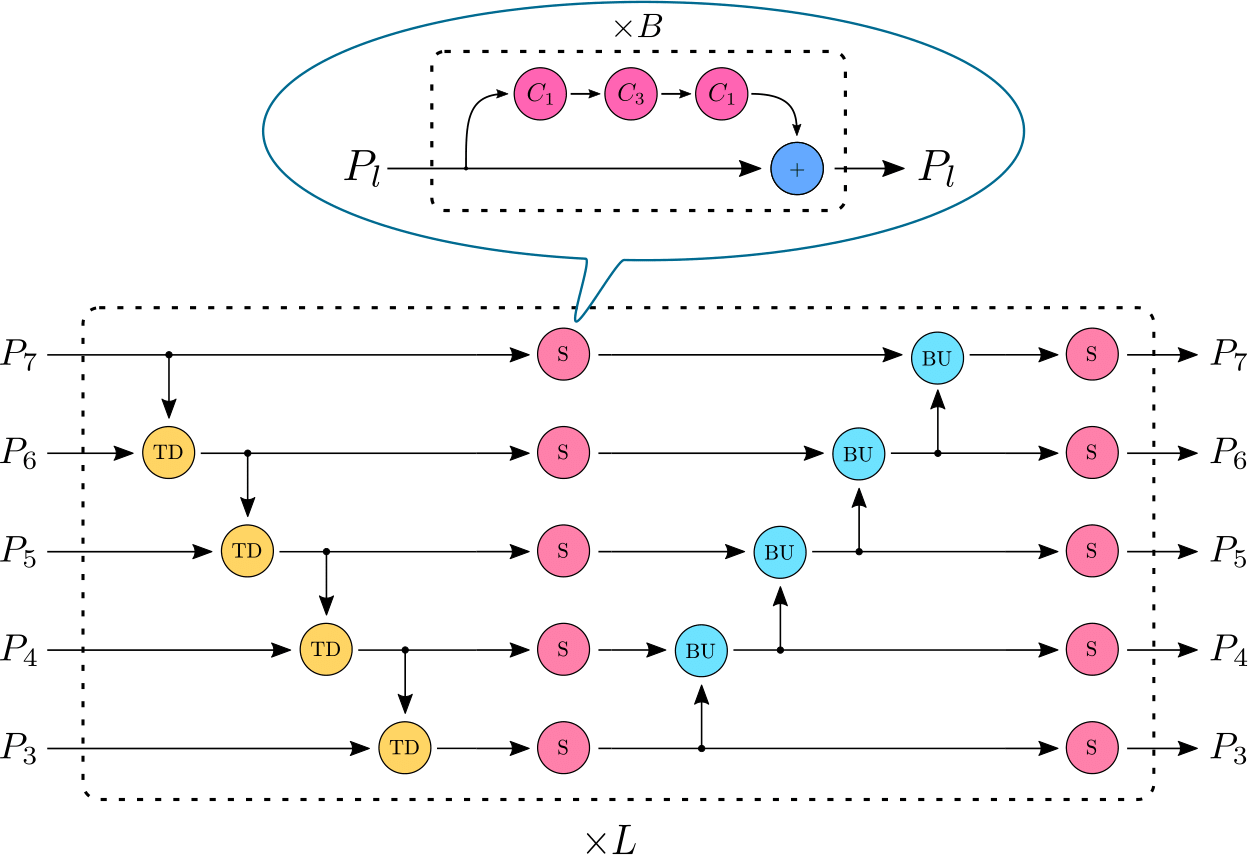 ×B
C₁ C₃ C₁
Pₗ + Pₗ
P₇ S BU S P₇
P₆ TD S BU S P₆
P₅ TD S BU S P₅
P₄ TD S BU S P₄
P₃ TD S S P₃
×L